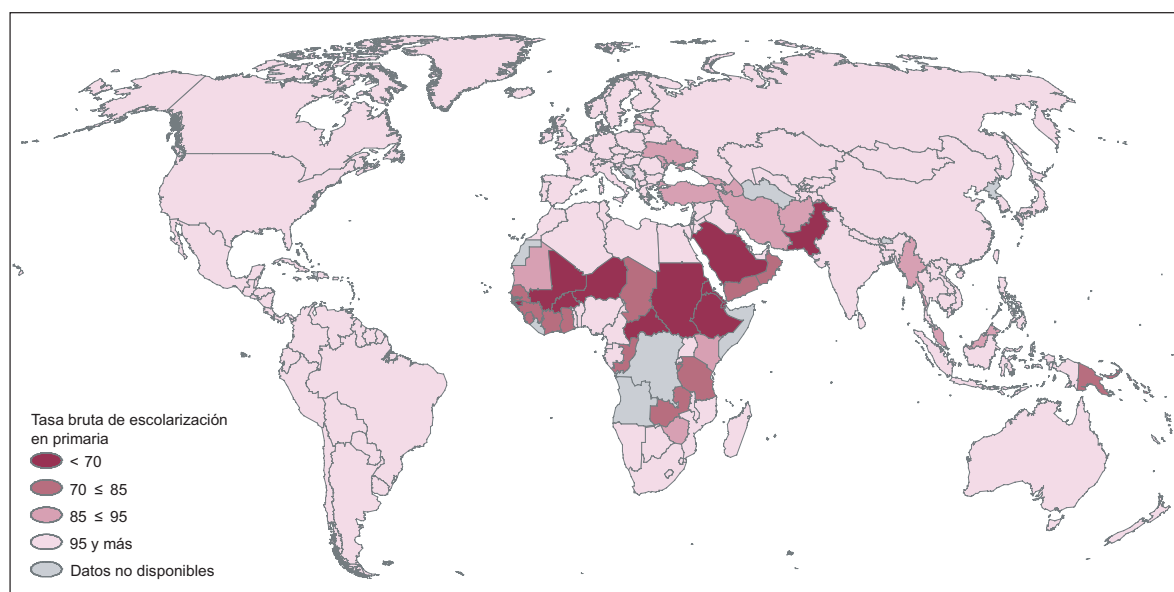 Tasa bruta de escolarización
en primaria
< 70
70 ≤ 85
85 ≤ 95
95 y más
Datos no disponibles